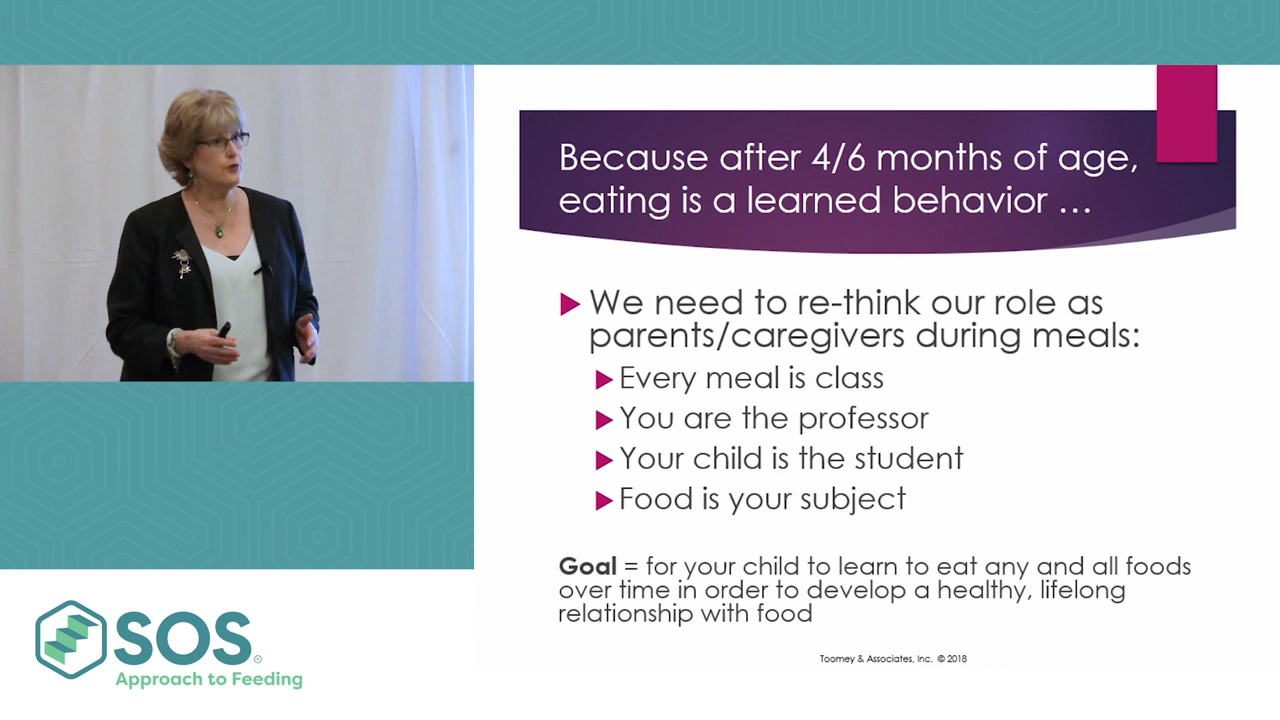 Because after 4/6 months of age,
eating is a learned behavior …
We need to re-think our role as
parents/caregivers during meals:
Every meal is class
You are the professor
Your child is the student
Food is your subject
Goal = for your child to learn to eat any and all foods
over time in order to develop a healthy, lifelong
relationship with food
Toomey & Associates, Inc. © 2018
SOS®
Approach to Feeding